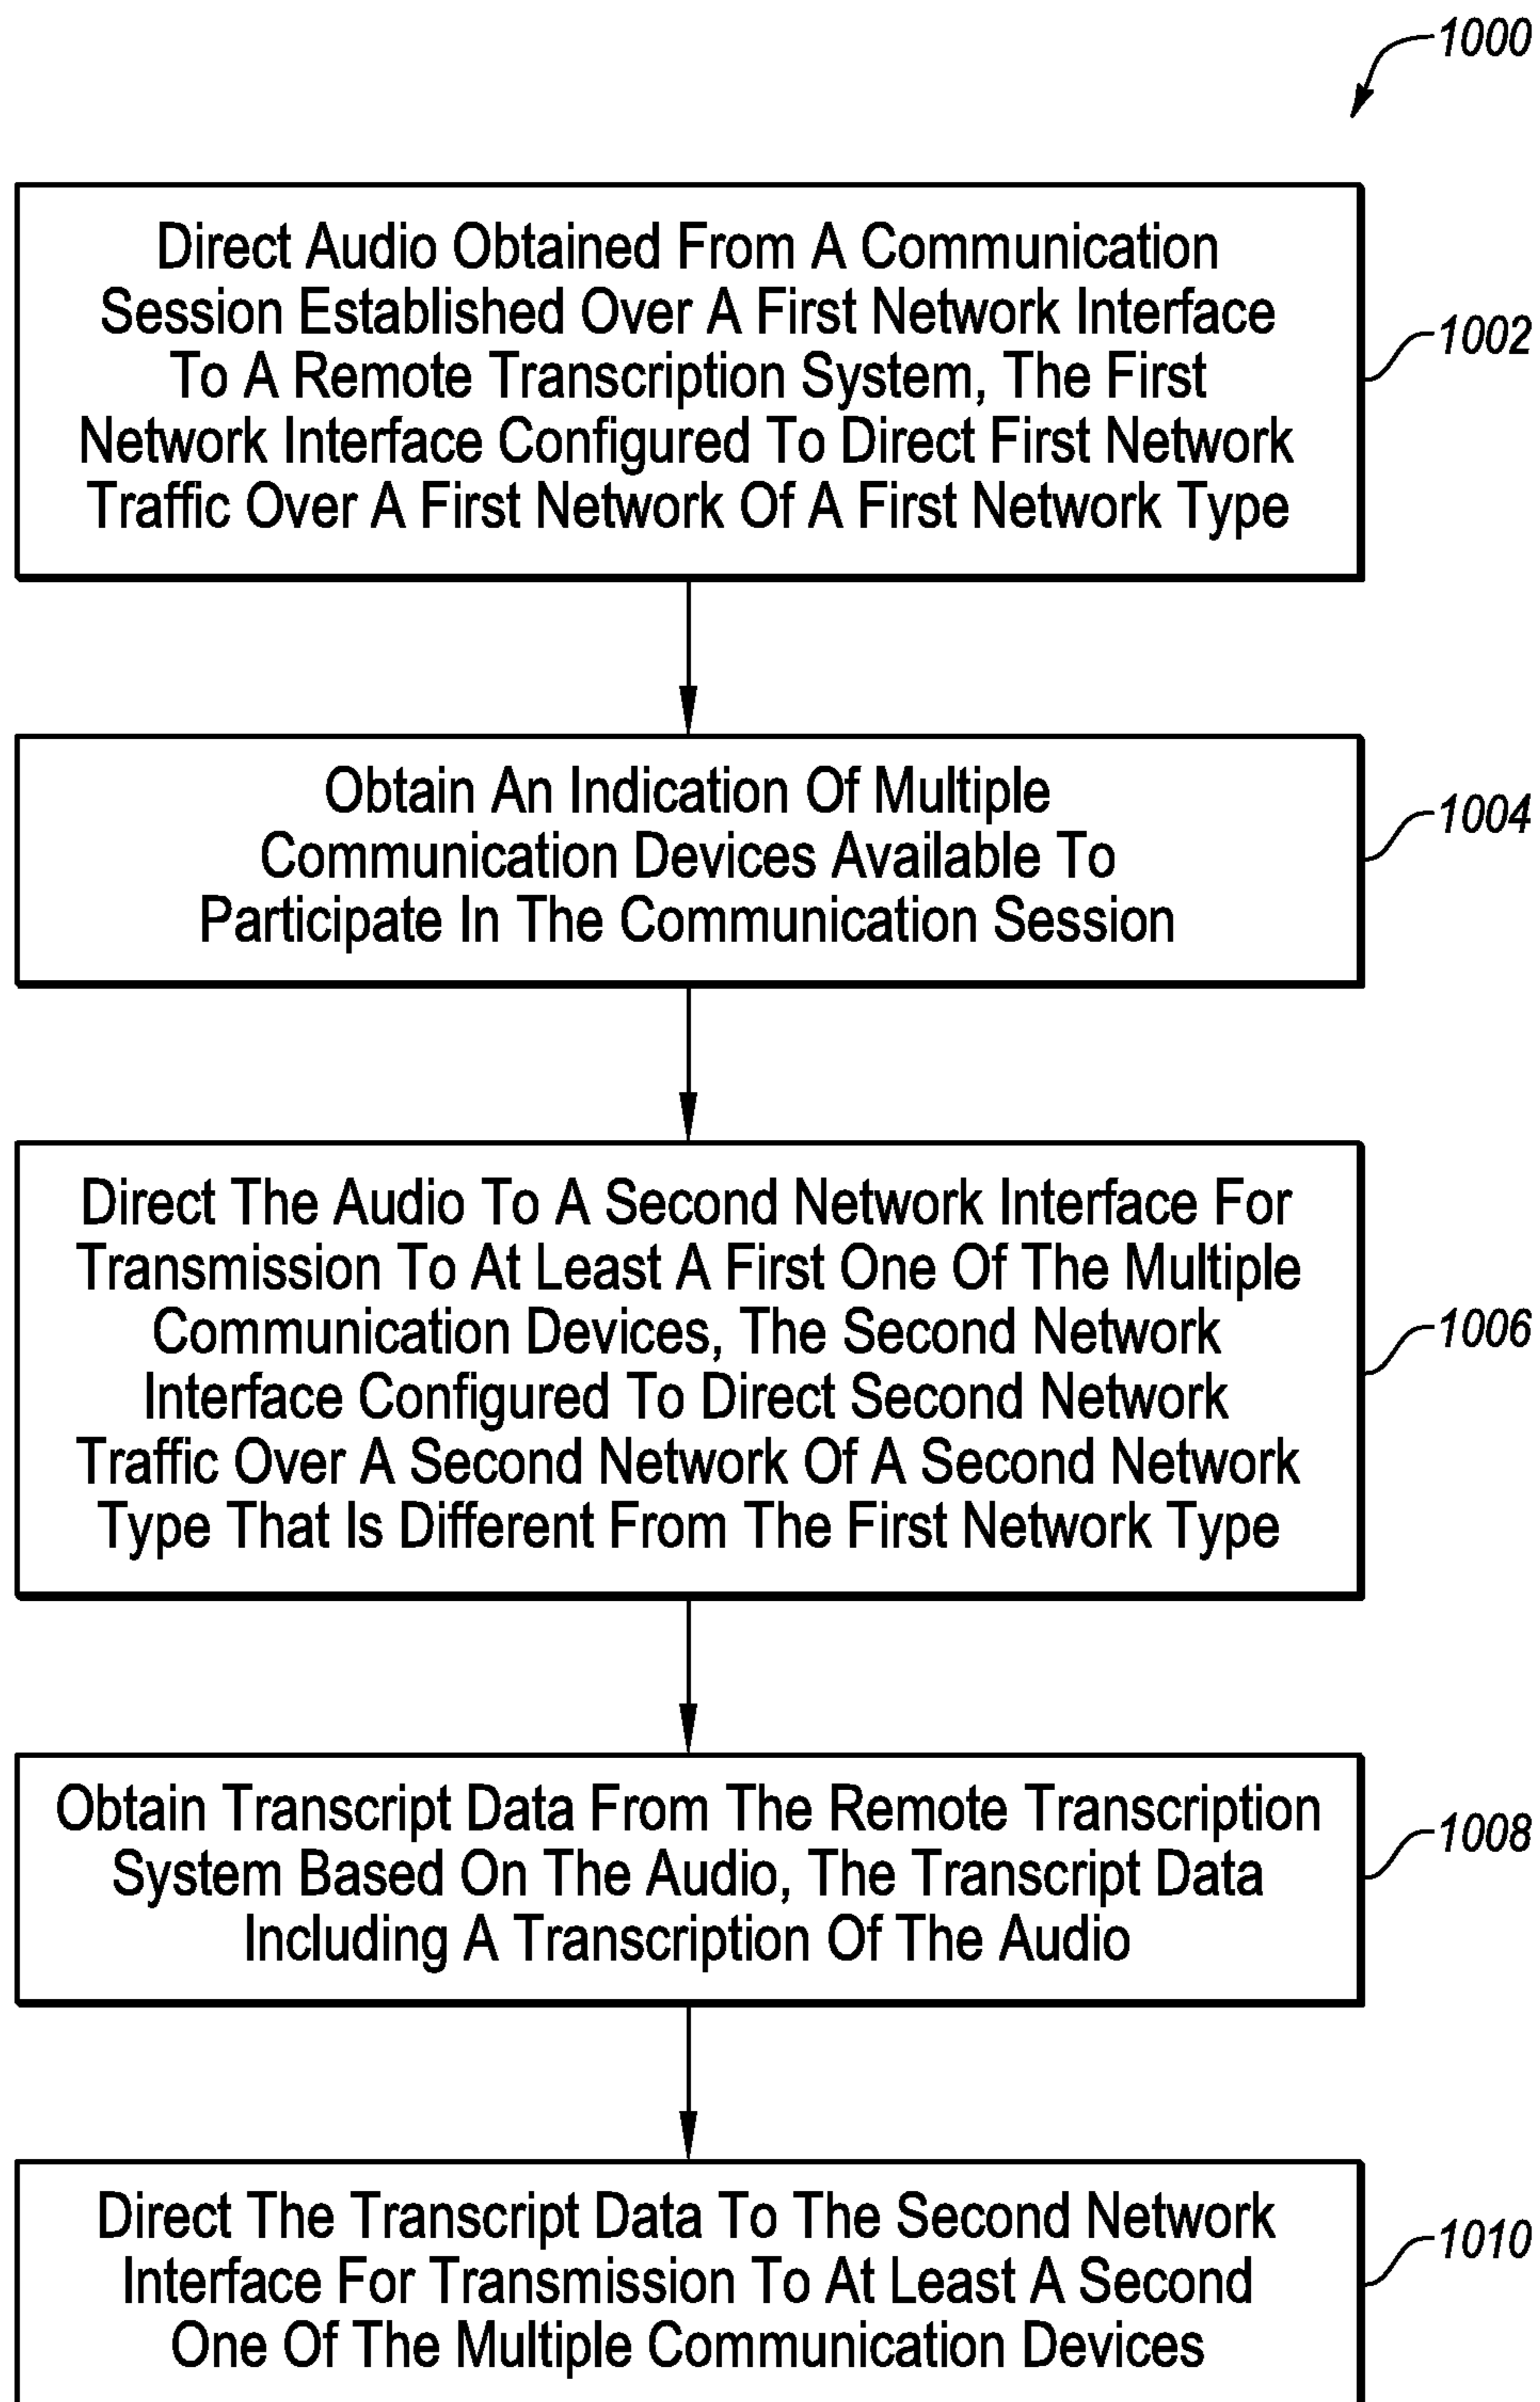 1000
Direct Audio Obtained From A Communication
Session Established Over A First Network Interface
To A Remote Transcription System, The First
Network Interface Configured To Direct First Network
Traffic Over A First Network Of A First Network Type
1002
Obtain An Indication Of Multiple
Communication Devices Available To
Participate In The Communication Session
1004
Direct The Audio To A Second Network Interface For
Transmission To At Least A First One Of The Multiple
Communication Devices, The Second Network
Interface Configured To Direct Second Network
Traffic Over A Second Network Of A Second Network
Type That Is Different From The First Network Type
1006
Obtain Transcript Data From The Remote Transcription
System Based On The Audio, The Transcript Data
Including A Transcription Of The Audio
1008
Direct The Transcript Data To The Second Network
Interface For Transmission To At Least A Second
One Of The Multiple Communication Devices
1010